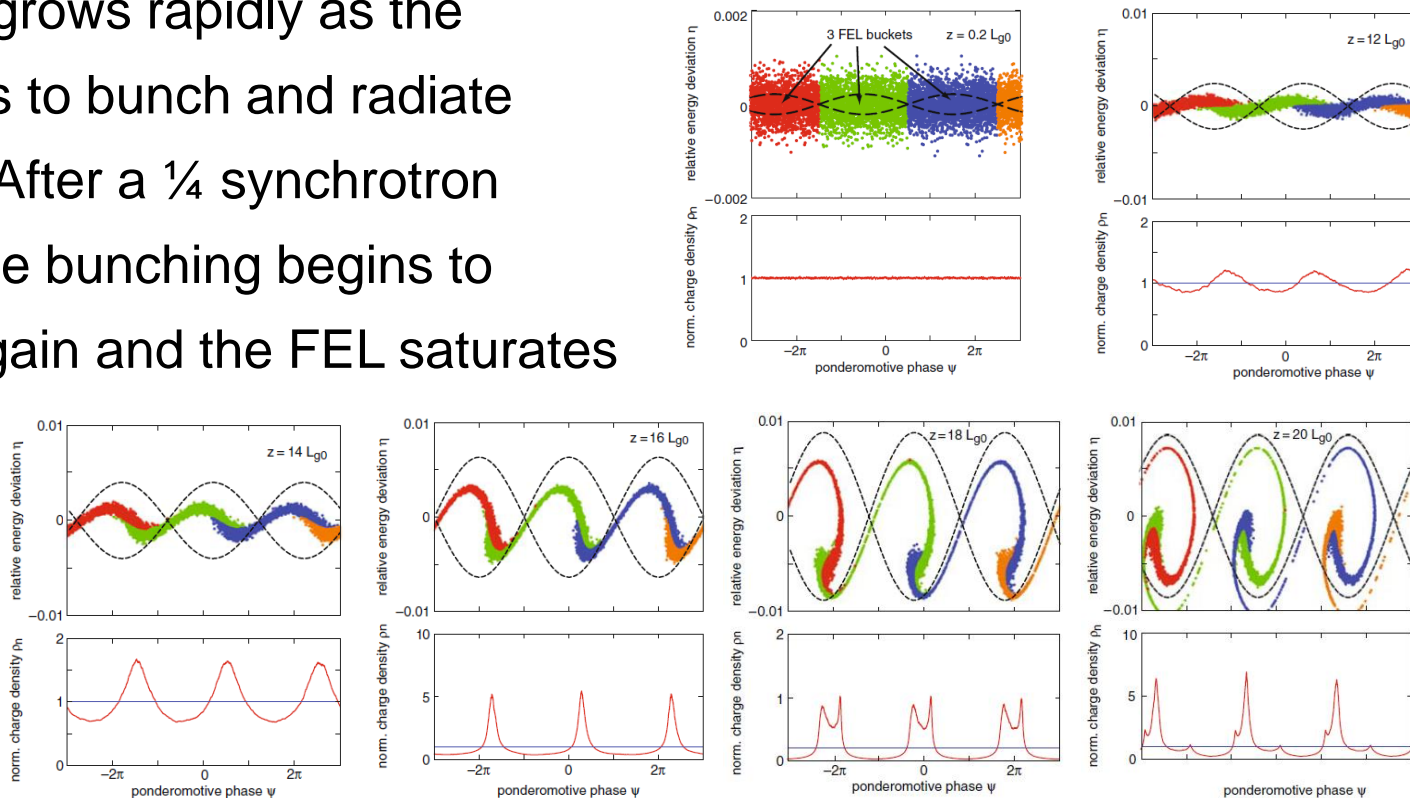 grows rapidly as the
s to bunch and radiate
After a ¼ synchrotron
e bunching begins to
gain and the FEL saturates
0.002
3 FEL buckets
z = 0.2 Lg0
relative energy deviation η
0
−0.002
2
norm. charge density ρn
1
0
−2π 0 2π
ponderomotive phase ψ
0.01
z = 12 Lg0
relative energy deviation η
0
−0.01
2
norm. charge density ρn
1
0
−2π 0 2π
ponderomotive phase ψ
0.01
z = 14 Lg0
relative energy deviation η
0
−0.01
2
norm. charge density ρn
1
0
−2π 0 2π
ponderomotive phase ψ
0.01
z = 16 Lg0
relative energy deviation η
0
−0.01
10
norm. charge density ρn
5
0
−2π 0 2π
ponderomotive phase ψ
0.01
z = 18 Lg0
relative energy deviation η
0
−0.01
2
norm. charge density ρn
1
0
−2π 0 2π
ponderomotive phase ψ
0.01
z = 20 Lg0
relative energy deviation η
0
−0.01
10
norm. charge density ρn
5
0
−2π 0 2π
ponderomotive phase ψ